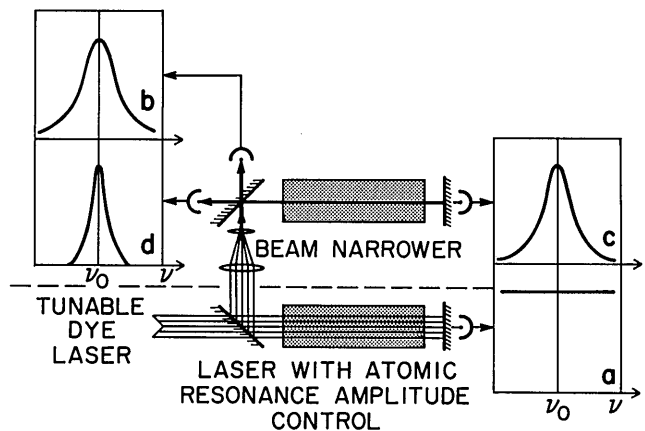 b
d
ν₀
ν
BEAM NARROWER
c
TUNABLE
DYE
LASER
LASER WITH ATOMIC
RESONANCE AMPLITUDE
CONTROL
a
ν₀
ν